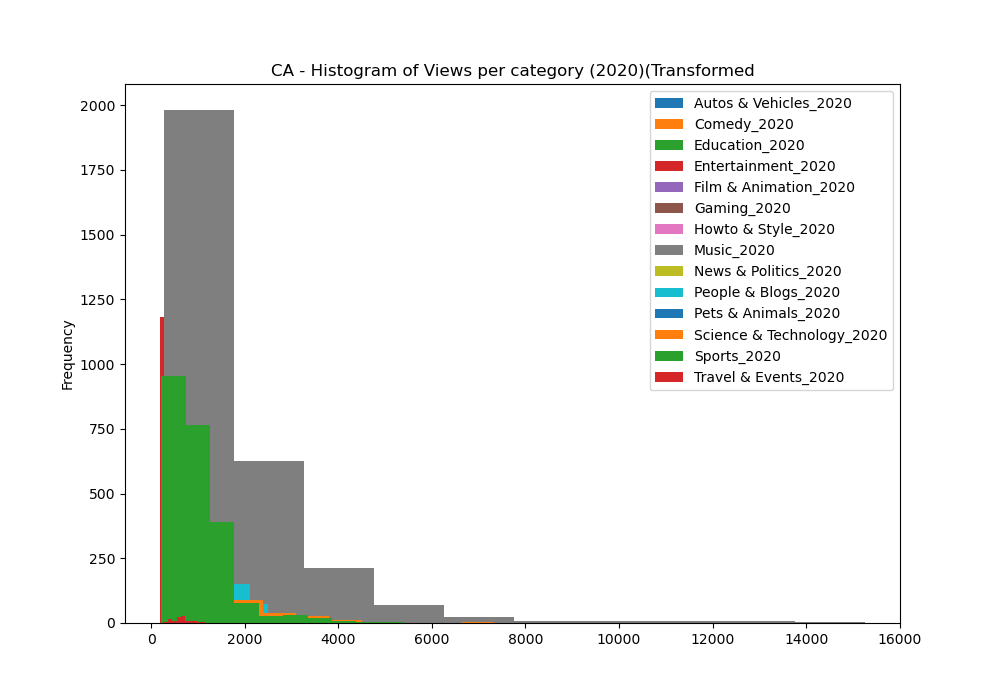 CA - Histogram of Views per category (2020)(Transformed
Frequency
2000
1750
1500
1250
1000
750
500
250
0
0
2000
4000
6000
8000
10000
12000
14000
16000
Autos & Vehicles_2020
Comedy_2020
Education_2020
Entertainment_2020
Film & Animation_2020
Gaming_2020
Howto & Style_2020
Music_2020
News & Politics_2020
People & Blogs_2020
Pets & Animals_2020
Science & Technology_2020
Sports_2020
Travel & Events_2020